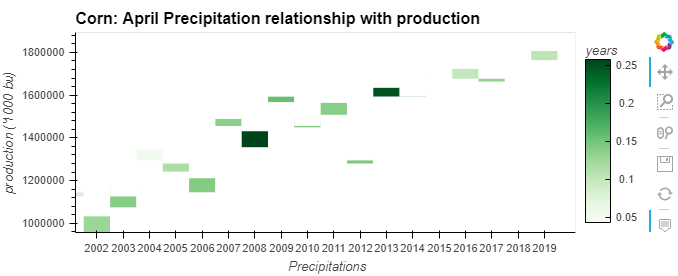 Corn: April Precipitation relationship with production
years
1800000
1600000
1400000
1200000
1000000
production ('1000 bu)
2002 2003 2004 2005 2006 2007 2008 2009 2010 2011 2012 2013 2014 2015 2016 2017 2018 2019
Precipitations
0.25
0.2
0.15
0.1
0.05